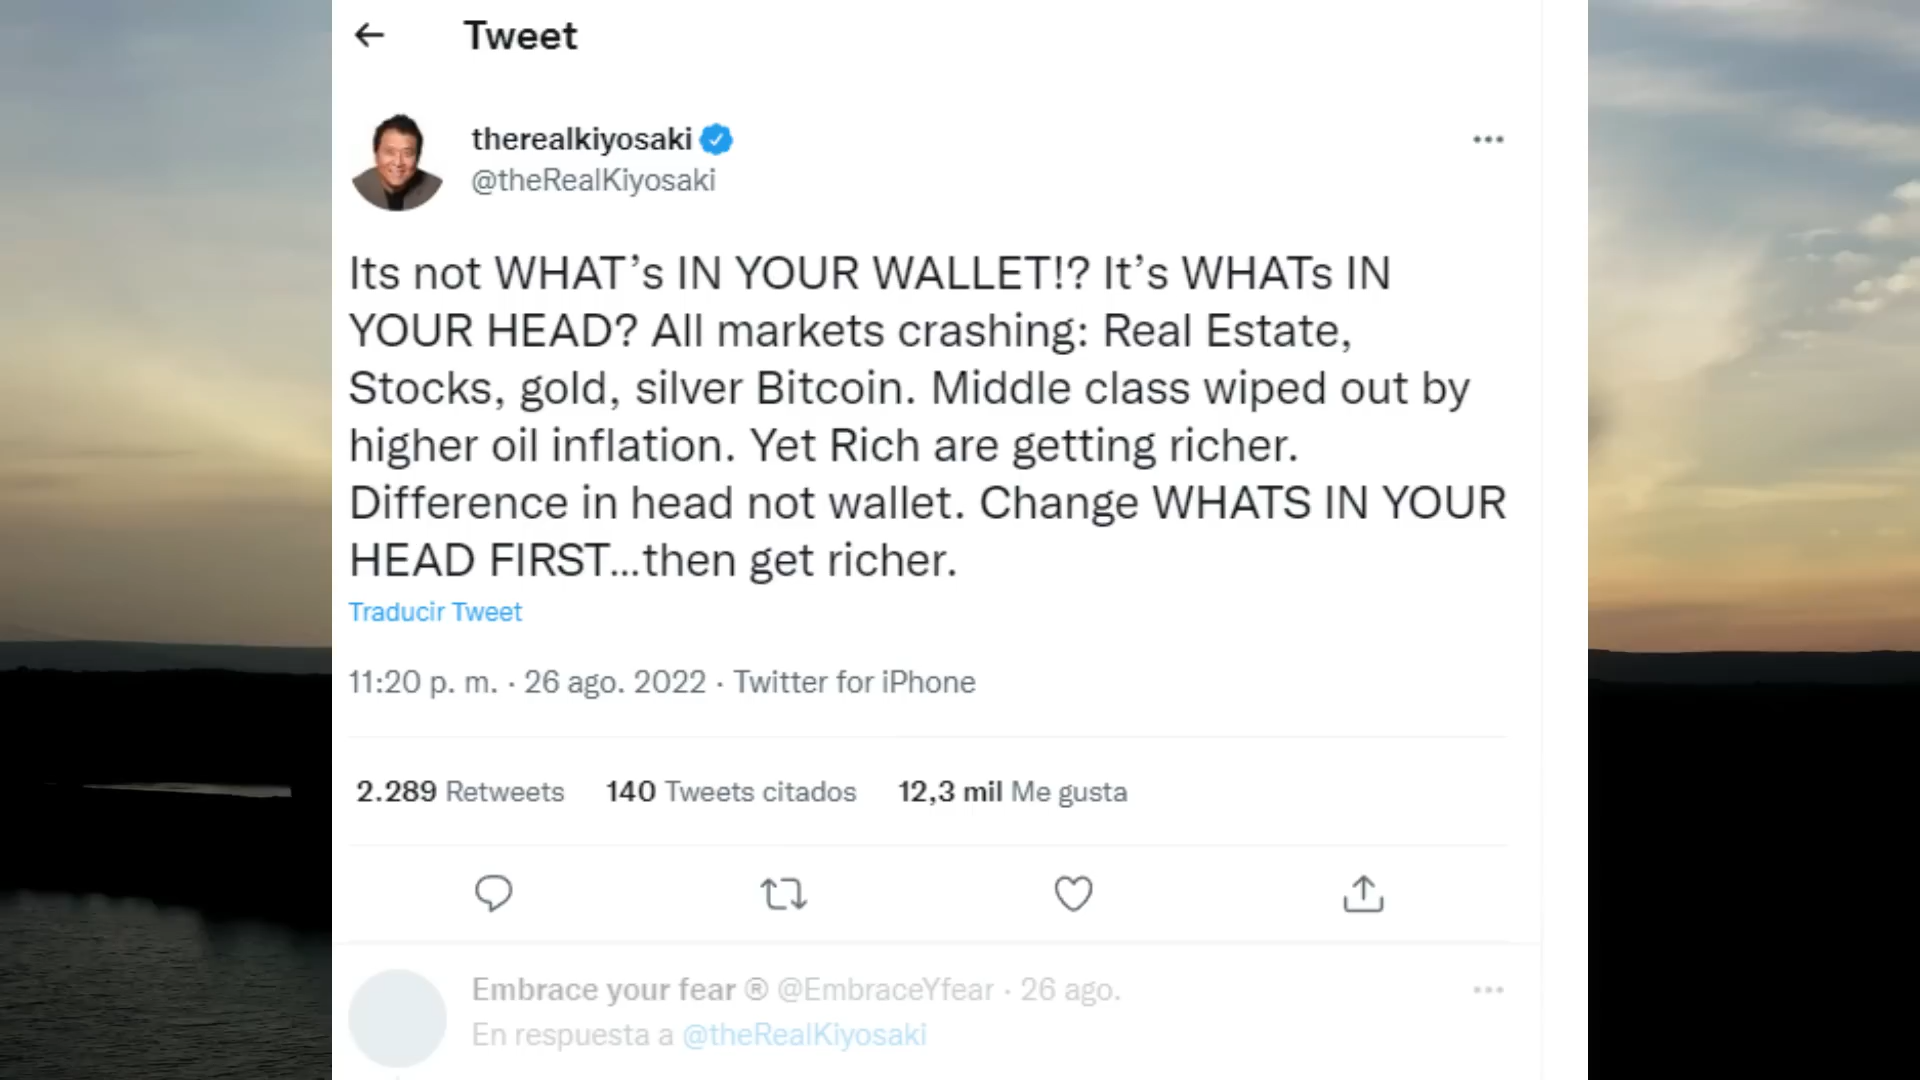 Tweet
therealkiyosaki
@theRealKiyosaki
Its not WHAT’s IN YOUR WALLET!? It’s WHATs IN
YOUR HEAD? All markets crashing: Real Estate,
Stocks, gold, silver Bitcoin. Middle class wiped out by
higher oil inflation. Yet Rich are getting richer.
Difference in head not wallet. Change WHATS IN YOUR
HEAD FIRST...then get richer.
Traducir Tweet
11:20 p. m. · 26 ago. 2022 · Twitter for iPhone
2.289 Retweets 140 Tweets citados 12,3 mil Me gusta
Embrace your fear ® @EmbraceYfear · 26 ago.
En respuesta a @theRealKiyosaki